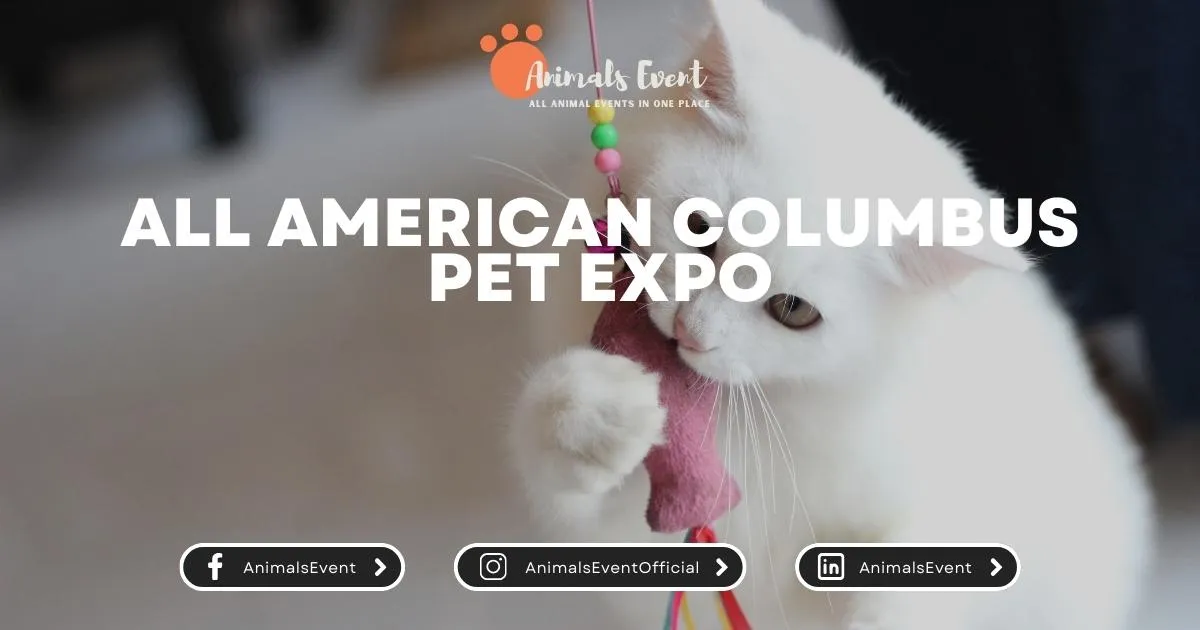 Animals Event
ALL ANIMAL EVENTS IN ONE PLACE
ALL AMERICAN COLUMBUS
PET EXPO
AnimalsEvent
AnimalsEventOfficial
AnimalsEvent